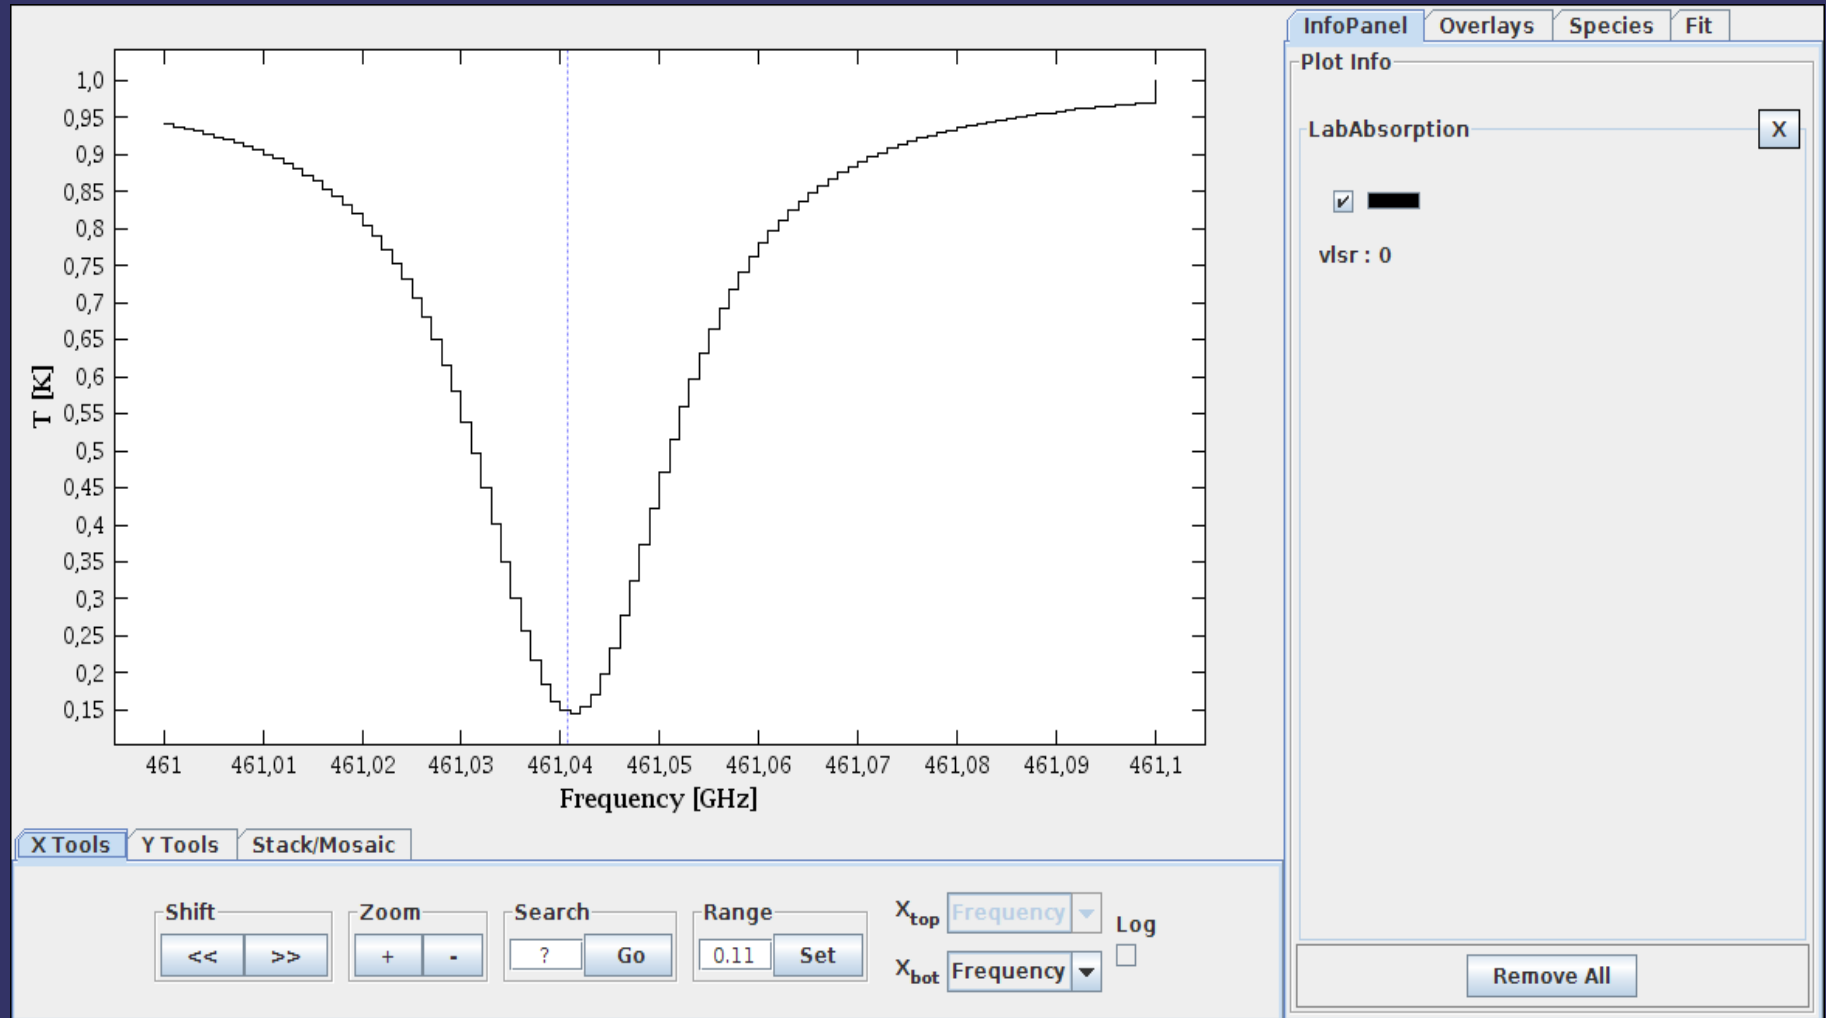 InfoPanel Overlays Species Fit
Plot Info
LabAbsorption X
vlsr : 0
Remove All
1,0
0,95
0,9
0,85
0,8
0,75
0,7
0,65
0,6
0,55
0,5
0,45
0,4
0,35
0,3
0,25
0,2
0,15
T [K]
461 461,01 461,02 461,03 461,04 461,05 461,06 461,07 461,08 461,09 461,1
Frequency [GHz]
X Tools Y Tools Stack/Mosaic
Shift Zoom Search Range
<< >> + - ? Go 0.11 Set
Xtop Frequency Log
Xbot Frequency